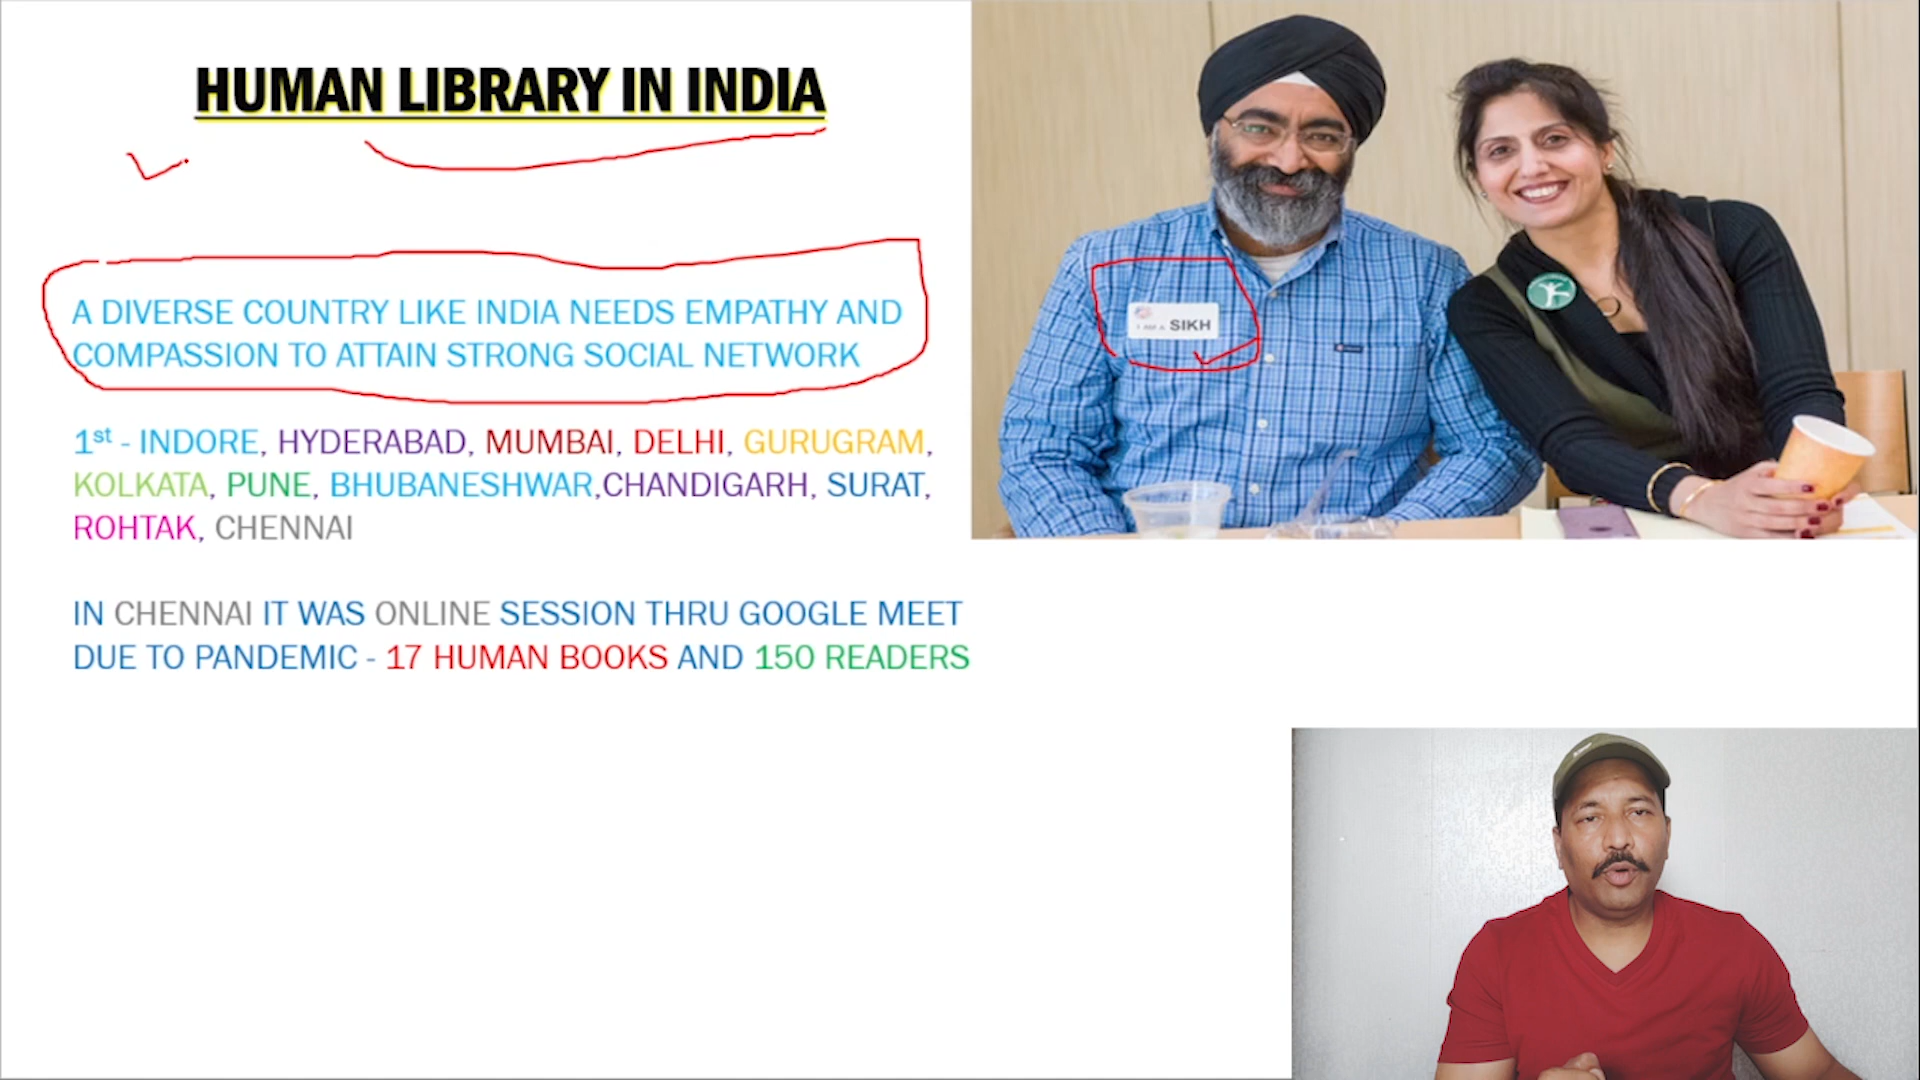 HUMAN LIBRARY IN INDIA
A DIVERSE COUNTRY LIKE INDIA NEEDS EMPATHY AND
COMPASSION TO ATTAIN STRONG SOCIAL NETWORK
1st - INDORE, HYDERABAD, MUMBAI, DELHI, GURUGRAM,
KOLKATA, PUNE, BHUBANESHWAR,CHANDIGARH, SURAT,
ROHTAK, CHENNAI
IN CHENNAI IT WAS ONLINE SESSION THRU GOOGLE MEET
DUE TO PANDEMIC - 17 HUMAN BOOKS AND 150 READERS
I AM A SIKH